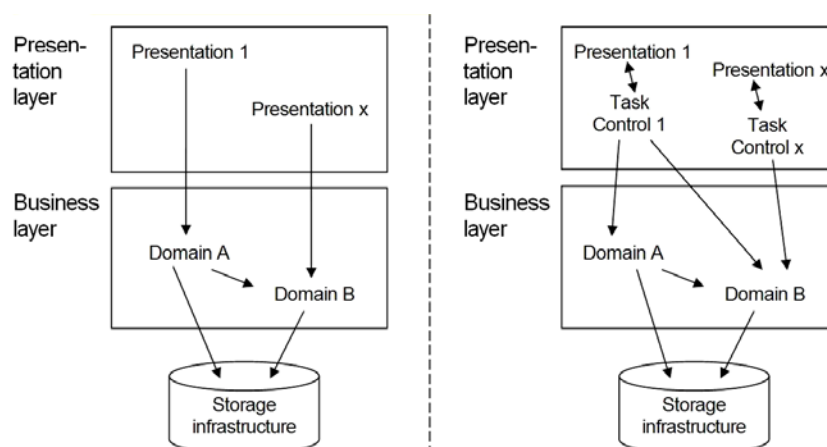 Presen-
tation
layer
Presentation 1
Presentation x
Business
layer
Domain A
Domain B
Storage
infrastructure
Presen-
tation
layer
Presentation 1
Presentation x
Task
Control 1
Task
Control x
Business
layer
Domain A
Domain B
Storage
infrastructure